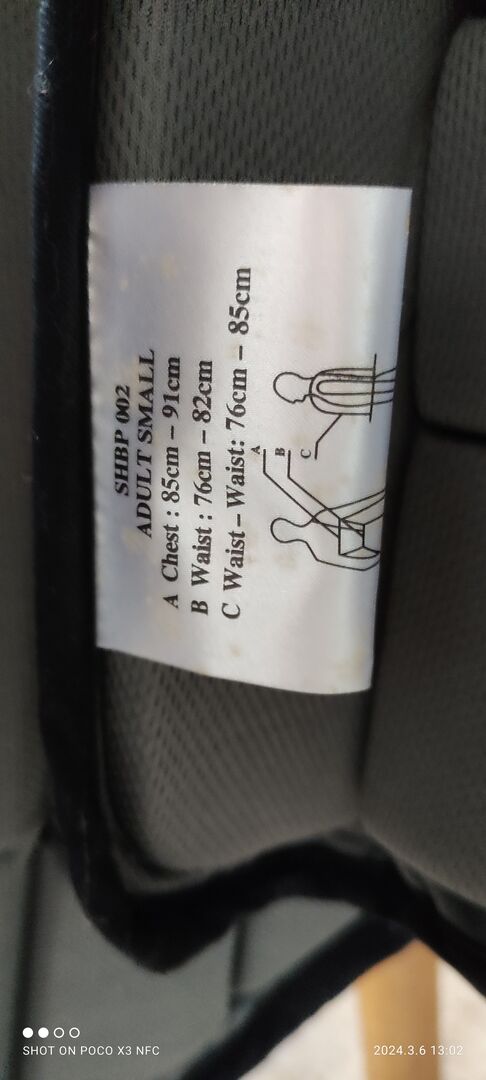 SHBP 002
ADULT SMALL
A Chest : 85cm – 91cm
B Waist : 76cm – 82cm
C Waist – Waist: 76cm – 85cm
A
B
C
SHOT ON POCO X3 NFC
2024.3.6 13:02